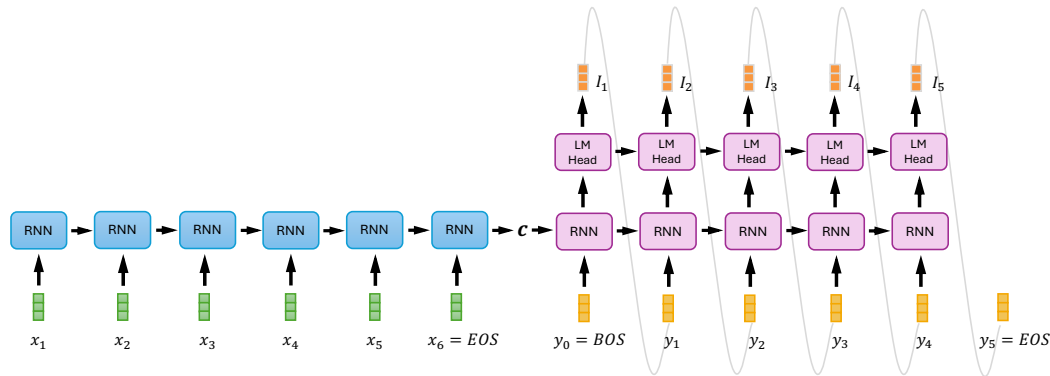 I₁ I₂ I₃ I₄ I₅
LM Head LM Head LM Head LM Head LM Head
RNN RNN RNN RNN RNN RNN c RNN RNN RNN RNN RNN
x₁ x₂ x₃ x₄ x₅ x₆ = EOS y₀ = BOS y₁ y₂ y₃ y₄ y₅ = EOS